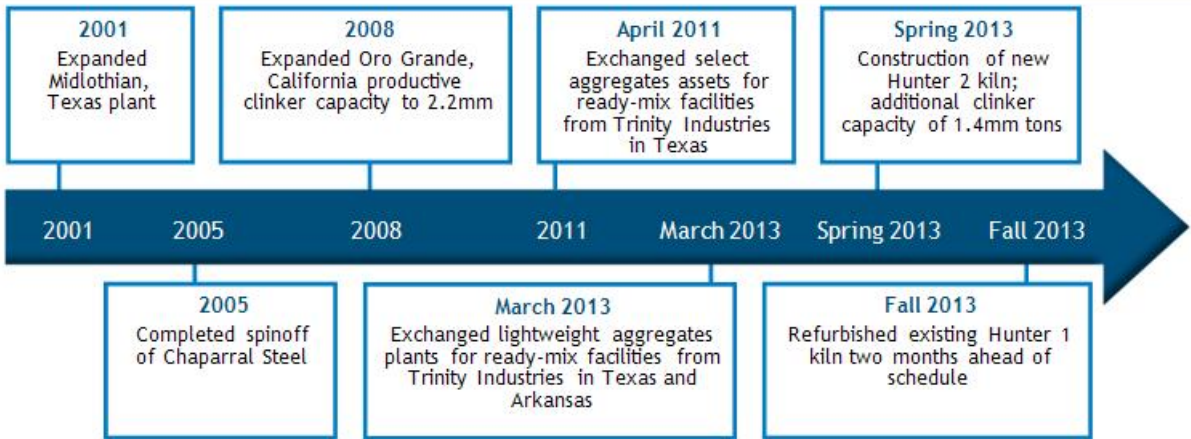 2001
Expanded
Midlothian,
Texas plant
2008
Expanded Oro Grande,
California productive
clinker capacity to 2.2mm
April 2011
Exchanged select
aggregates assets for
ready-mix facilities
from Trinity Industries
in Texas
Spring 2013
Construction of new
Hunter 2 kiln;
additional clinker
capacity of 1.4mm tons
2001 2005 2008 2011 March 2013 Spring 2013 Fall 2013
2005
Completed spinoff
of Chaparral Steel
March 2013
Exchanged lightweight aggregates
plants for ready-mix facilities from
Trinity Industries in Texas and
Arkansas
Fall 2013
Refurbished existing Hunter 1
kiln two months ahead of
schedule